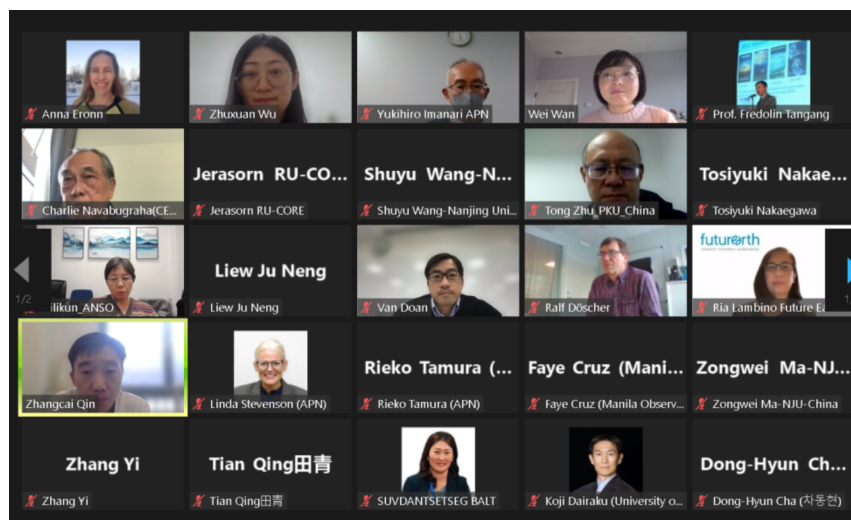 Anna Eronn
Zhuxuan Wu
Yukihiro Imanari APN
Wei Wan
Prof. Fredolin Tangang
Charlie Navabugraha(CE...
Jerasorn RU-CO...
Jerasorn RU-CORE
Shuyu Wang-N...
Shuyu Wang-Nanjing Uni...
Tong Zhu_PKU_China
Tosiyuki Nakae...
Tosiyuki Nakaegawa
1/2
ilikun_ANSO
Liew Ju Neng
Liew Ju Neng
Van Doan
Ralf Döscher
futurearth
Ria Lambino Future Ea
Zhangcai Qin
Linda Stevenson (APN)
Rieko Tamura (...
Rieko Tamura (APN)
Faye Cruz (Mani...
Faye Cruz (Manila Observ...
Zongwei Ma-NJ...
Zongwei Ma-NJU-China
Zhang Yi
Zhang Yi
Tian Qing田青
Tian Qing田青
SUVDANTSETSEG BALT
Koji Dairaku (University o...
Dong-Hyun Ch...
Dong-Hyun Cha (차동현)